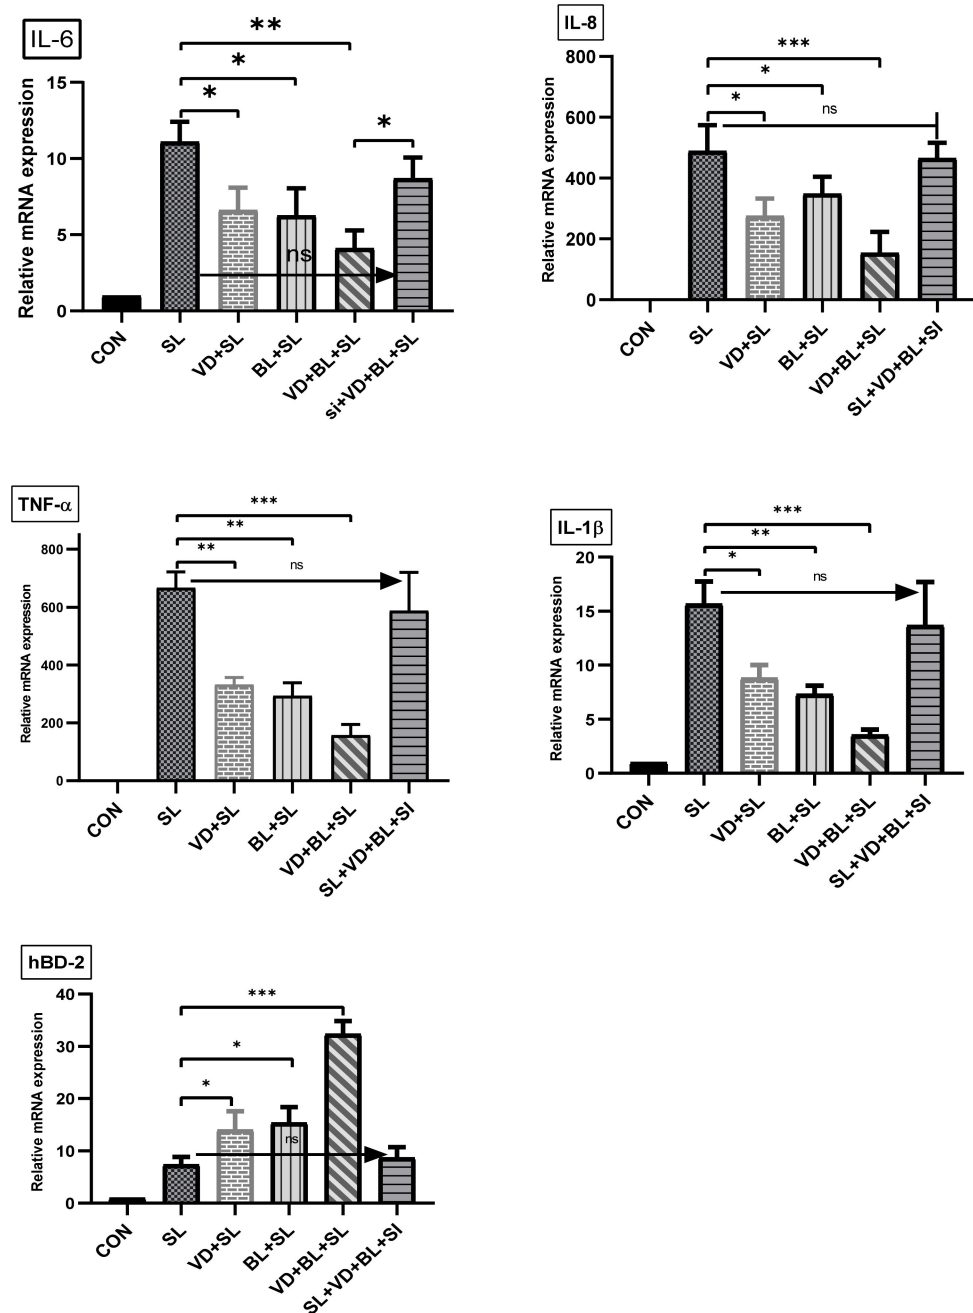 IL-6
**
*
*
*
ns
Relative mRNA expression
15
10
5
0
CON
SL
VD+SL
BL+SL
VD+BL+SL
si+VD+BL+SL
IL-8
***
*
*
ns
Relative mRNA expression
800
600
400
200
0
CON
SL
VD+SL
BL+SL
VD+BL+SL
SL+VD+BL+SI
TNF-α
***
**
**
ns
Relative mRNA expression
800
600
400
200
0
CON
SL
VD+SL
BL+SL
VD+BL+SL
SL+VD+BL+SI
IL-1β
***
**
*
ns
Relative mRNA expression
20
15
10
5
0
CON
SL
VD+SL
BL+SL
VD+BL+SL
SL+VD+BL+SI
hBD-2
***
*
*
ns
Relative mRNA expression
40
30
20
10
0
CON
SL
VD+SL
BL+SL
VD+BL+SL
SL+VD+BL+SI